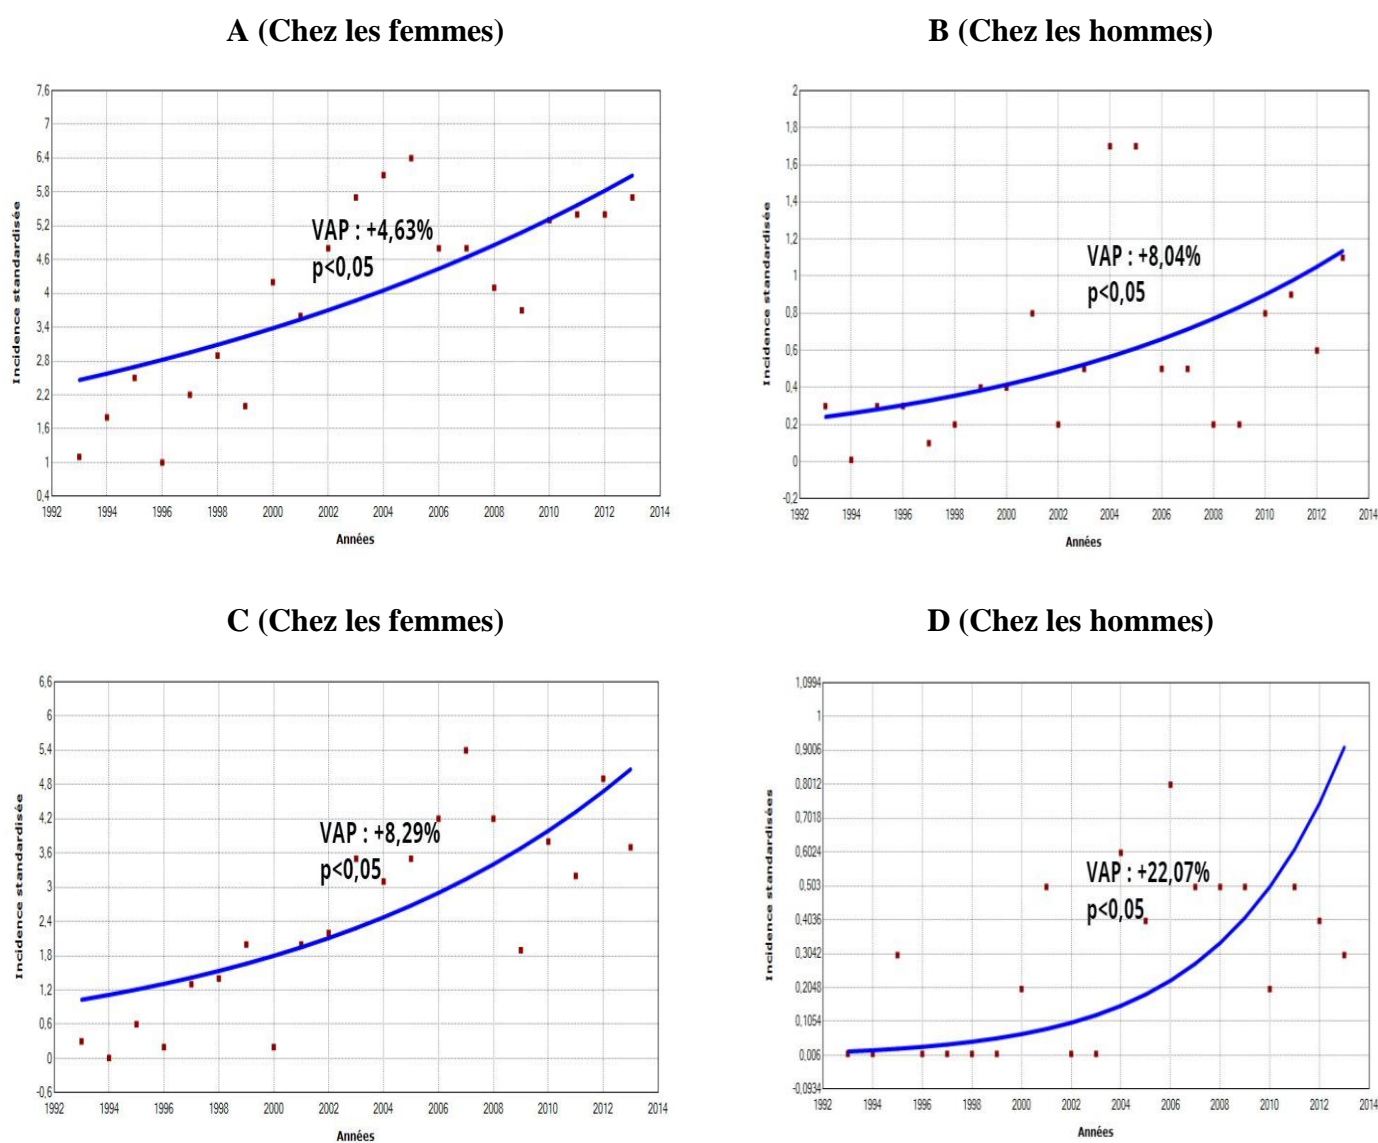 A (Chez les femmes)
B (Chez les hommes)
7,6
7
6,4
5,8
5,2
4,6
4
3,4
2,8
2,2
1,6
1
0,4
Incidence standardisée
VAP : +4,63%
p<0,05
1992 1994 1996 1998 2000 2002 2004 2006 2008 2010 2012 2014
Années
2
1,8
1,6
1,4
1,2
1
0,8
0,6
0,4
0,2
0
-0,2
Incidence standardisée
VAP : +8,04%
p<0,05
1992 1994 1996 1998 2000 2002 2004 2006 2008 2010 2012 2014
Années
C (Chez les femmes)
D (Chez les hommes)
6,6
6
5,4
4,8
4,2
3,6
3
2,4
1,8
1,2
0,6
0
-0,6
Incidence standardisée
VAP : +8,29%
p<0,05
1992 1994 1996 1998 2000 2002 2004 2006 2008 2010 2012 2014
Années
1,0994
1
0,9006
0,8012
0,7018
0,6024
0,503
0,4036
0,3042
0,2048
0,1054
0,006
-0,0934
Incidence standardisées
VAP : +22,07%
p<0,05
1992 1994 1996 1998 2000 2002 2004 2006 2008 2010 2012 2014
Années